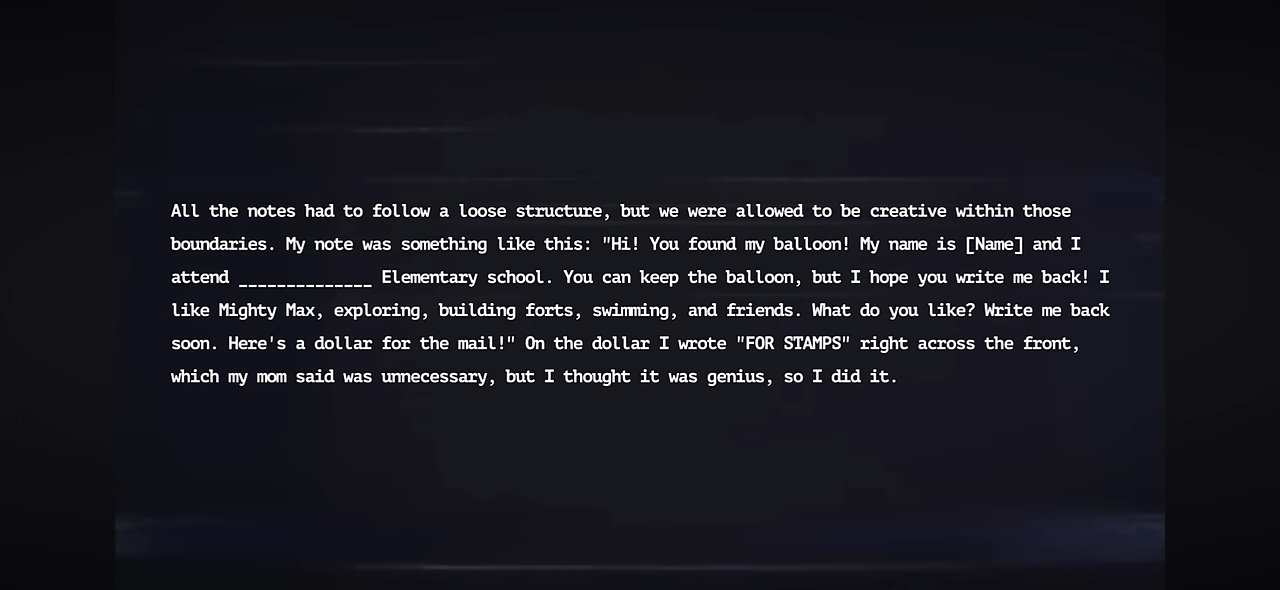 All the notes had to follow a loose structure, but we were allowed to be creative within those
boundaries. My note was something like this: "Hi! You found my balloon! My name is [Name] and I
attend ______________ Elementary school. You can keep the balloon, but I hope you write me back! I
like Mighty Max, exploring, building forts, swimming, and friends. What do you like? Write me back
soon. Here's a dollar for the mail!" On the dollar I wrote "FOR STAMPS" right across the front,
which my mom said was unnecessary, but I thought it was genius, so I did it.